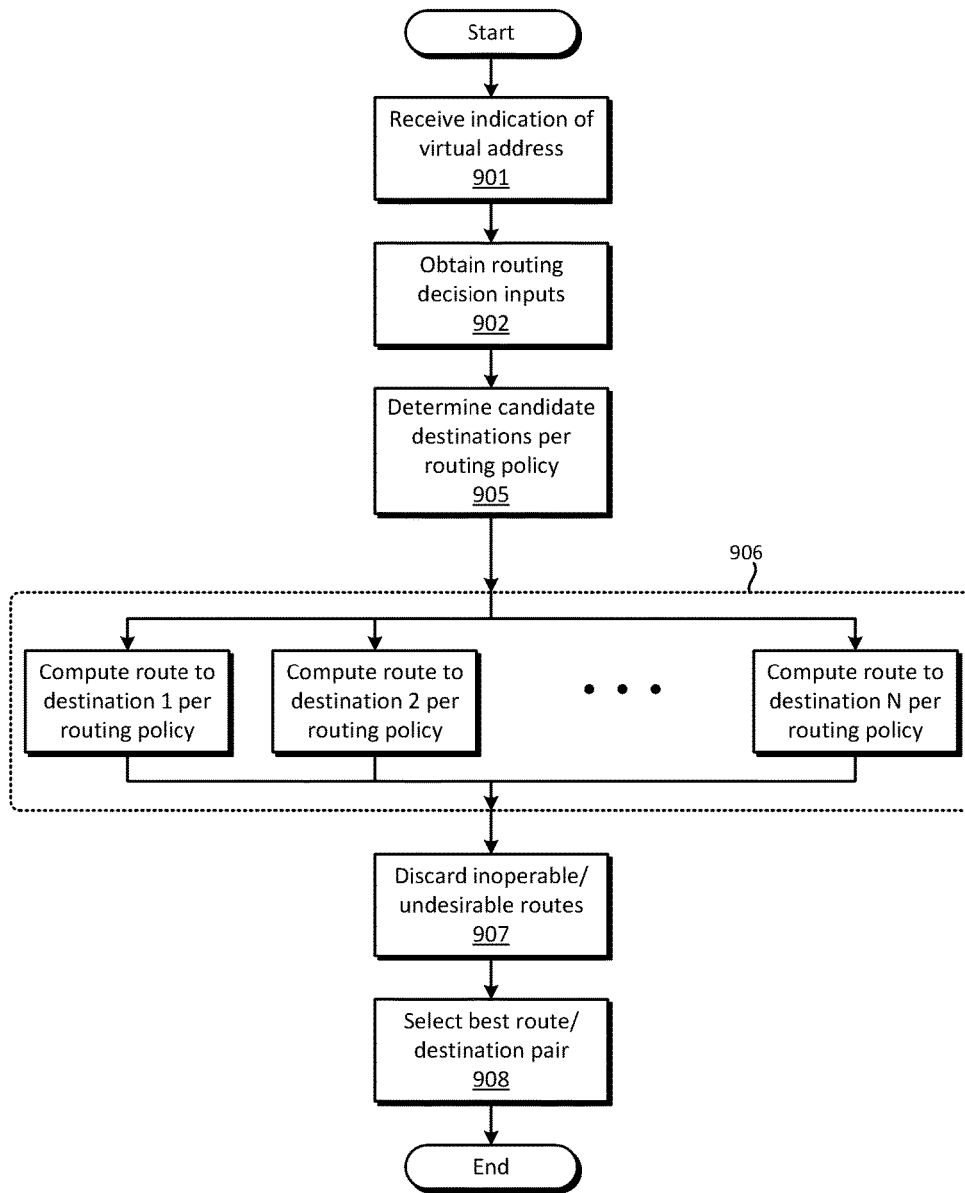 Start
Receive indication of
virtual address
901
Obtain routing
decision inputs
902
Determine candidate
destinations per
routing policy
905
906
Compute route to
destination 1 per
routing policy
Compute route to
destination 2 per
routing policy
• • •
Compute route to
destination N per
routing policy
Discard inoperable/
undesirable routes
907
Select best route/
destination pair
908
End